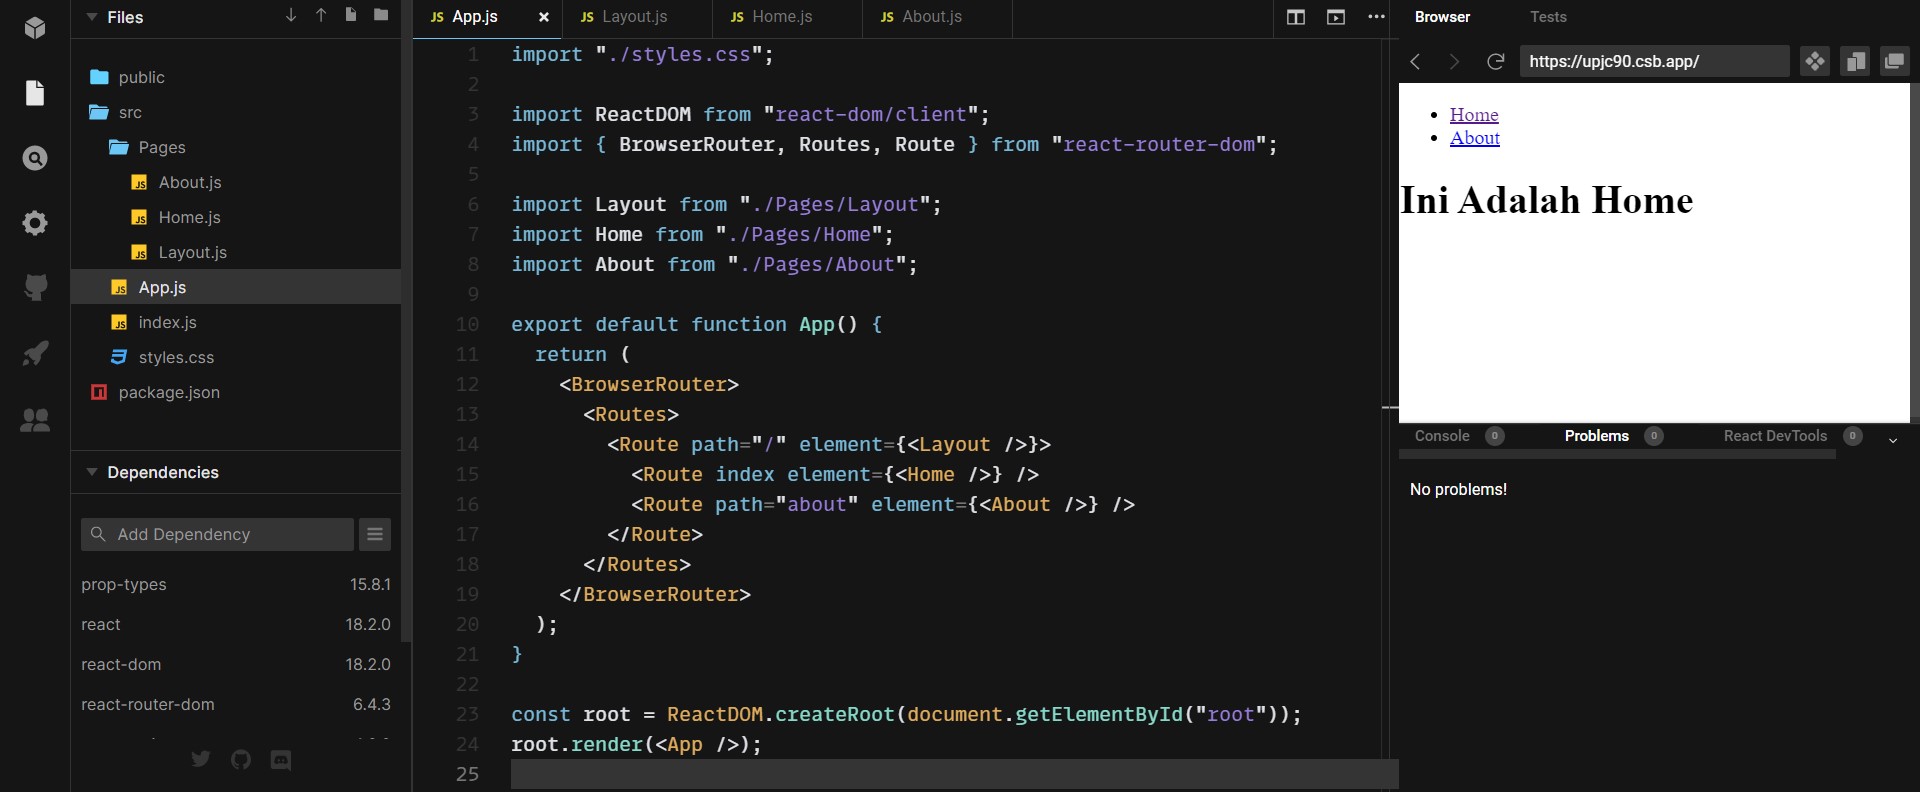 Files
public
src
Pages
About.js
Home.js
Layout.js
App.js
index.js
styles.css
package.json
Dependencies
Add Dependency
prop-types 15.8.1
react 18.2.0
react-dom 18.2.0
react-router-dom 6.4.3
JS App.js × JS Layout.js JS Home.js JS About.js
1 import "./styles.css";
2
3 import ReactDOM from "react-dom/client";
4 import { BrowserRouter, Routes, Route } from "react-router-dom";
5
6 import Layout from "./Pages/Layout";
7 import Home from "./Pages/Home";
8 import About from "./Pages/About";
9
10 export default function App() {
11   return (
12     <BrowserRouter>
13       <Routes>
14         <Route path="/" element={<Layout />}>
15           <Route index element={<Home />} />
16           <Route path="about" element={<About />} />
17         </Route>
18       </Routes>
19     </BrowserRouter>
20   );
21 }
22
23 const root = ReactDOM.createRoot(document.getElementById("root"));
24 root.render(<App />);
25
Browser Tests
https://upjc90.csb.app/
• Home
• About
Ini Adalah Home
Console 0 Problems 0 React DevTools 0
No problems!